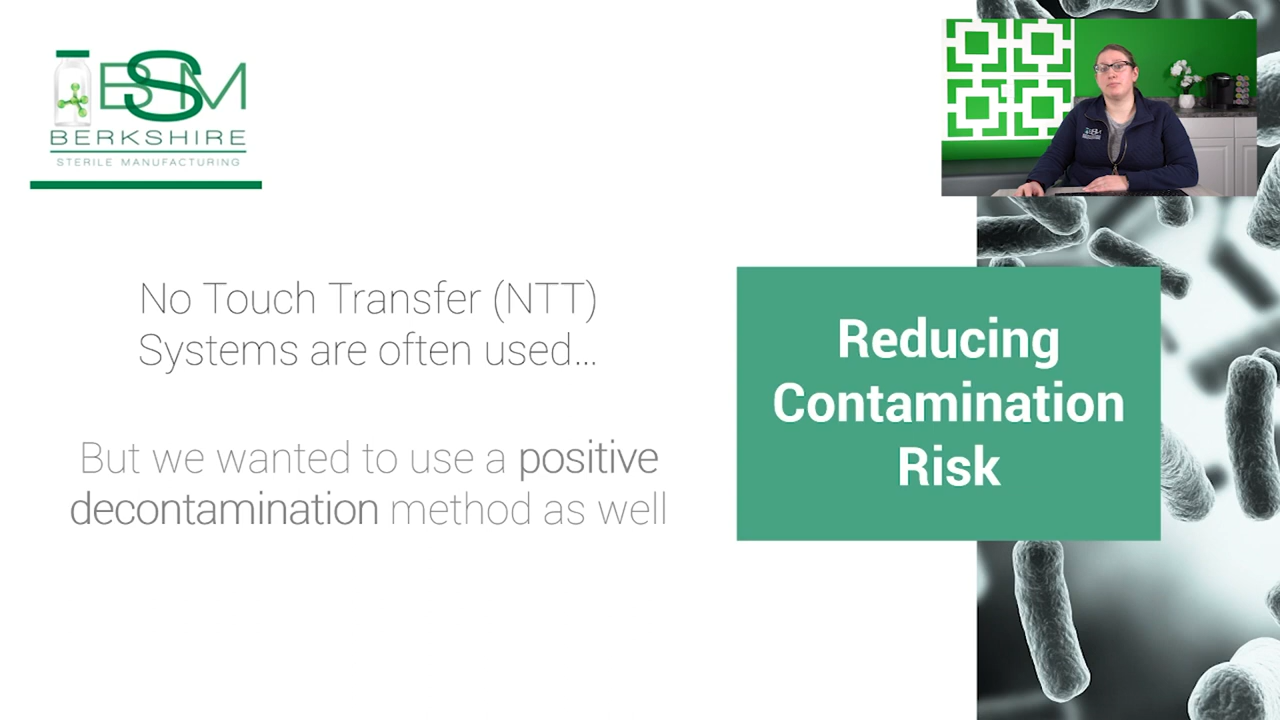 BSM
BERKSHIRE
STERILE MANUFACTURING
No Touch Transfer (NTT)
Systems are often used...
But we wanted to use a positive
decontamination method as well
Reducing
Contamination
Risk
BSM